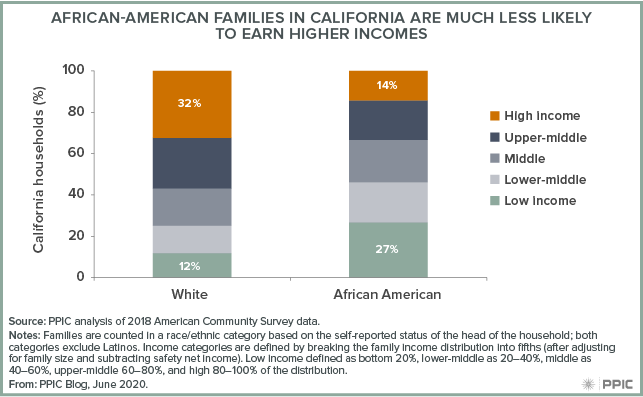 AFRICAN-AMERICAN FAMILIES IN CALIFORNIA ARE MUCH LESS LIKELY
TO EARN HIGHER INCOMES
California households (%)
100
80
60
40
20
0
32%
12%
14%
27%
White
African American
High income
Upper-middle
Middle
Lower-middle
Low income
Source: PPIC analysis of 2018 American Community Survey data.
Notes: Families are counted in a race/ethnic category based on the self-reported status of the head of the household; both
categories exclude Latinos. Income categories are defined by breaking the family income distribution into fifths (after adjusting
for family size and subtracting safety net income). Low income defined as bottom 20%, lower-middle as 20–40%, middle as
40–60%, upper-middle 60–80%, and high 80–100% of the distribution.
From: PPIC Blog, June 2020.
PPIC